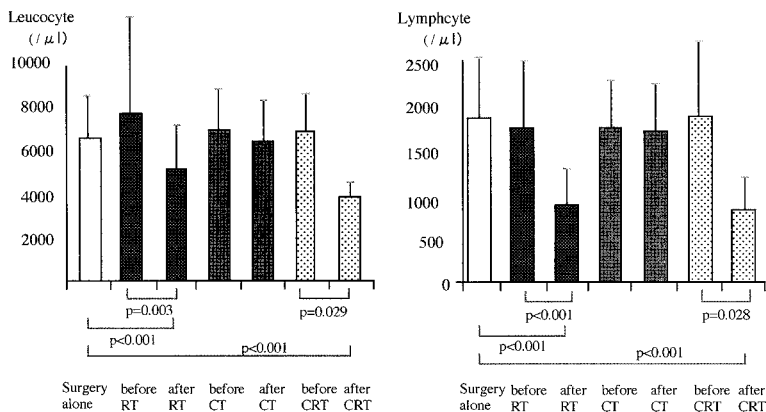 Leucocyte
(/μl)
10000
8000
6000
4000
2000
p=0.003
p=0.029
p<0.001
p<0.001
Surgery alone
before RT
after RT
before CT
after CT
before CRT
after CRT
Lymphcyte
(/μl)
2500
2000
1500
1000
500
0
p<0.001
p=0.028
p<0.001
p<0.001
Surgery alone
before RT
after RT
before CT
after CT
before CRT
after CRT